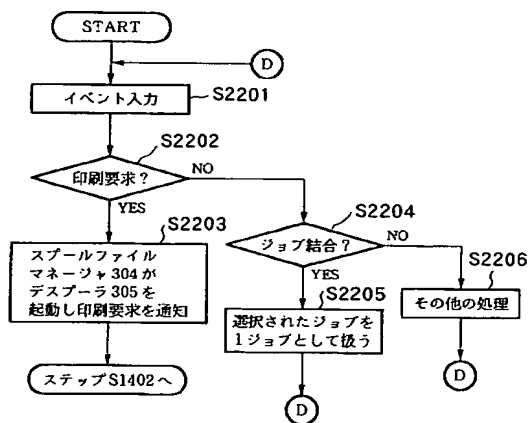 START
D
イベント入力
S2201
S2202
印刷要求?
NO
YES
S2203
スプールファイル
マネージャ304が
デスプーラ305を
起動し印刷要求を通知
ステップS1402へ
S2204
ジョブ結合?
NO
YES
S2205
選択されたジョブを
1ジョブとして扱う
D
S2206
その他の処理
D